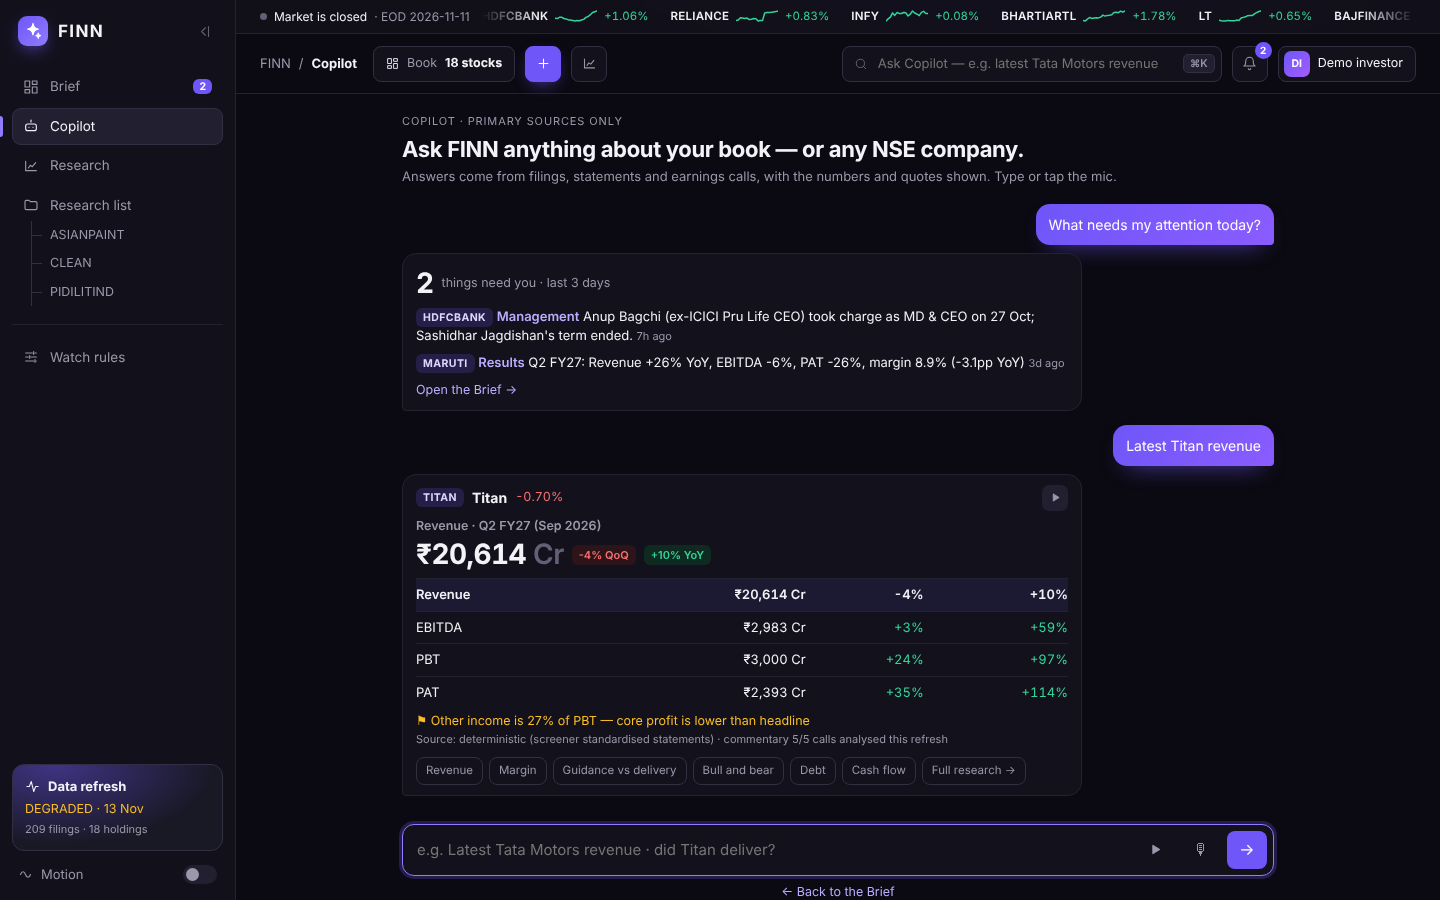 FINN
Brief 2
Copilot
Research
Research list
ASIANPAINT
CLEAN
PIDILITIND
Watch rules
Data refresh
DEGRADED · 13 Nov
209 filings · 18 holdings
Motion
Market is closed · EOD 2026-11-11 HDFCBANK +1.06% RELIANCE +0.83% INFY +0.08% BHARTIARTL +1.78% LT +0.65% BAJFINANCE
FINN / Copilot Book 18 stocks + Ask Copilot — e.g. latest Tata Motors revenue ⌘K 2 DI Demo investor
COPILOT · PRIMARY SOURCES ONLY
Ask FINN anything about your book — or any NSE company.
Answers come from filings, statements and earnings calls, with the numbers and quotes shown. Type or tap the mic.
What needs my attention today?
2 things need you · last 3 days
HDFCBANK Management Anup Bagchi (ex-ICICI Pru Life CEO) took charge as MD & CEO on 27 Oct;
Sashidhar Jagdishan's term ended. 7h ago
MARUTI Results Q2 FY27: Revenue +26% YoY, EBITDA -6%, PAT -26%, margin 8.9% (-3.1pp YoY) 3d ago
Open the Brief →
Latest Titan revenue
TITAN Titan -0.70%
Revenue · Q2 FY27 (Sep 2026)
₹20,614 Cr -4% QoQ +10% YoY
Revenue ₹20,614 Cr -4% +10%
EBITDA ₹2,983 Cr +3% +59%
PBT ₹3,000 Cr +24% +97%
PAT ₹2,393 Cr +35% +114%
⚑ Other income is 27% of PBT — core profit is lower than headline
Source: deterministic (screener standardised statements) · commentary 5/5 calls analysed this refresh
Revenue Margin Guidance vs delivery Bull and bear Debt Cash flow Full research →
e.g. Latest Tata Motors revenue · did Titan deliver?
← Back to the Brief